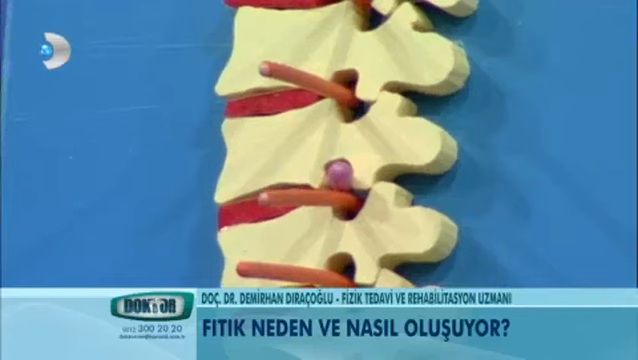 DOKTOR
0212 300 20 20
DOÇ. DR. DEMİRHAN DIRAÇOĞLU - FİZİK TEDAVİ VE REHABİLİTASYON UZMANI
FITIK NEDEN VE NASIL OLUŞUYOR?